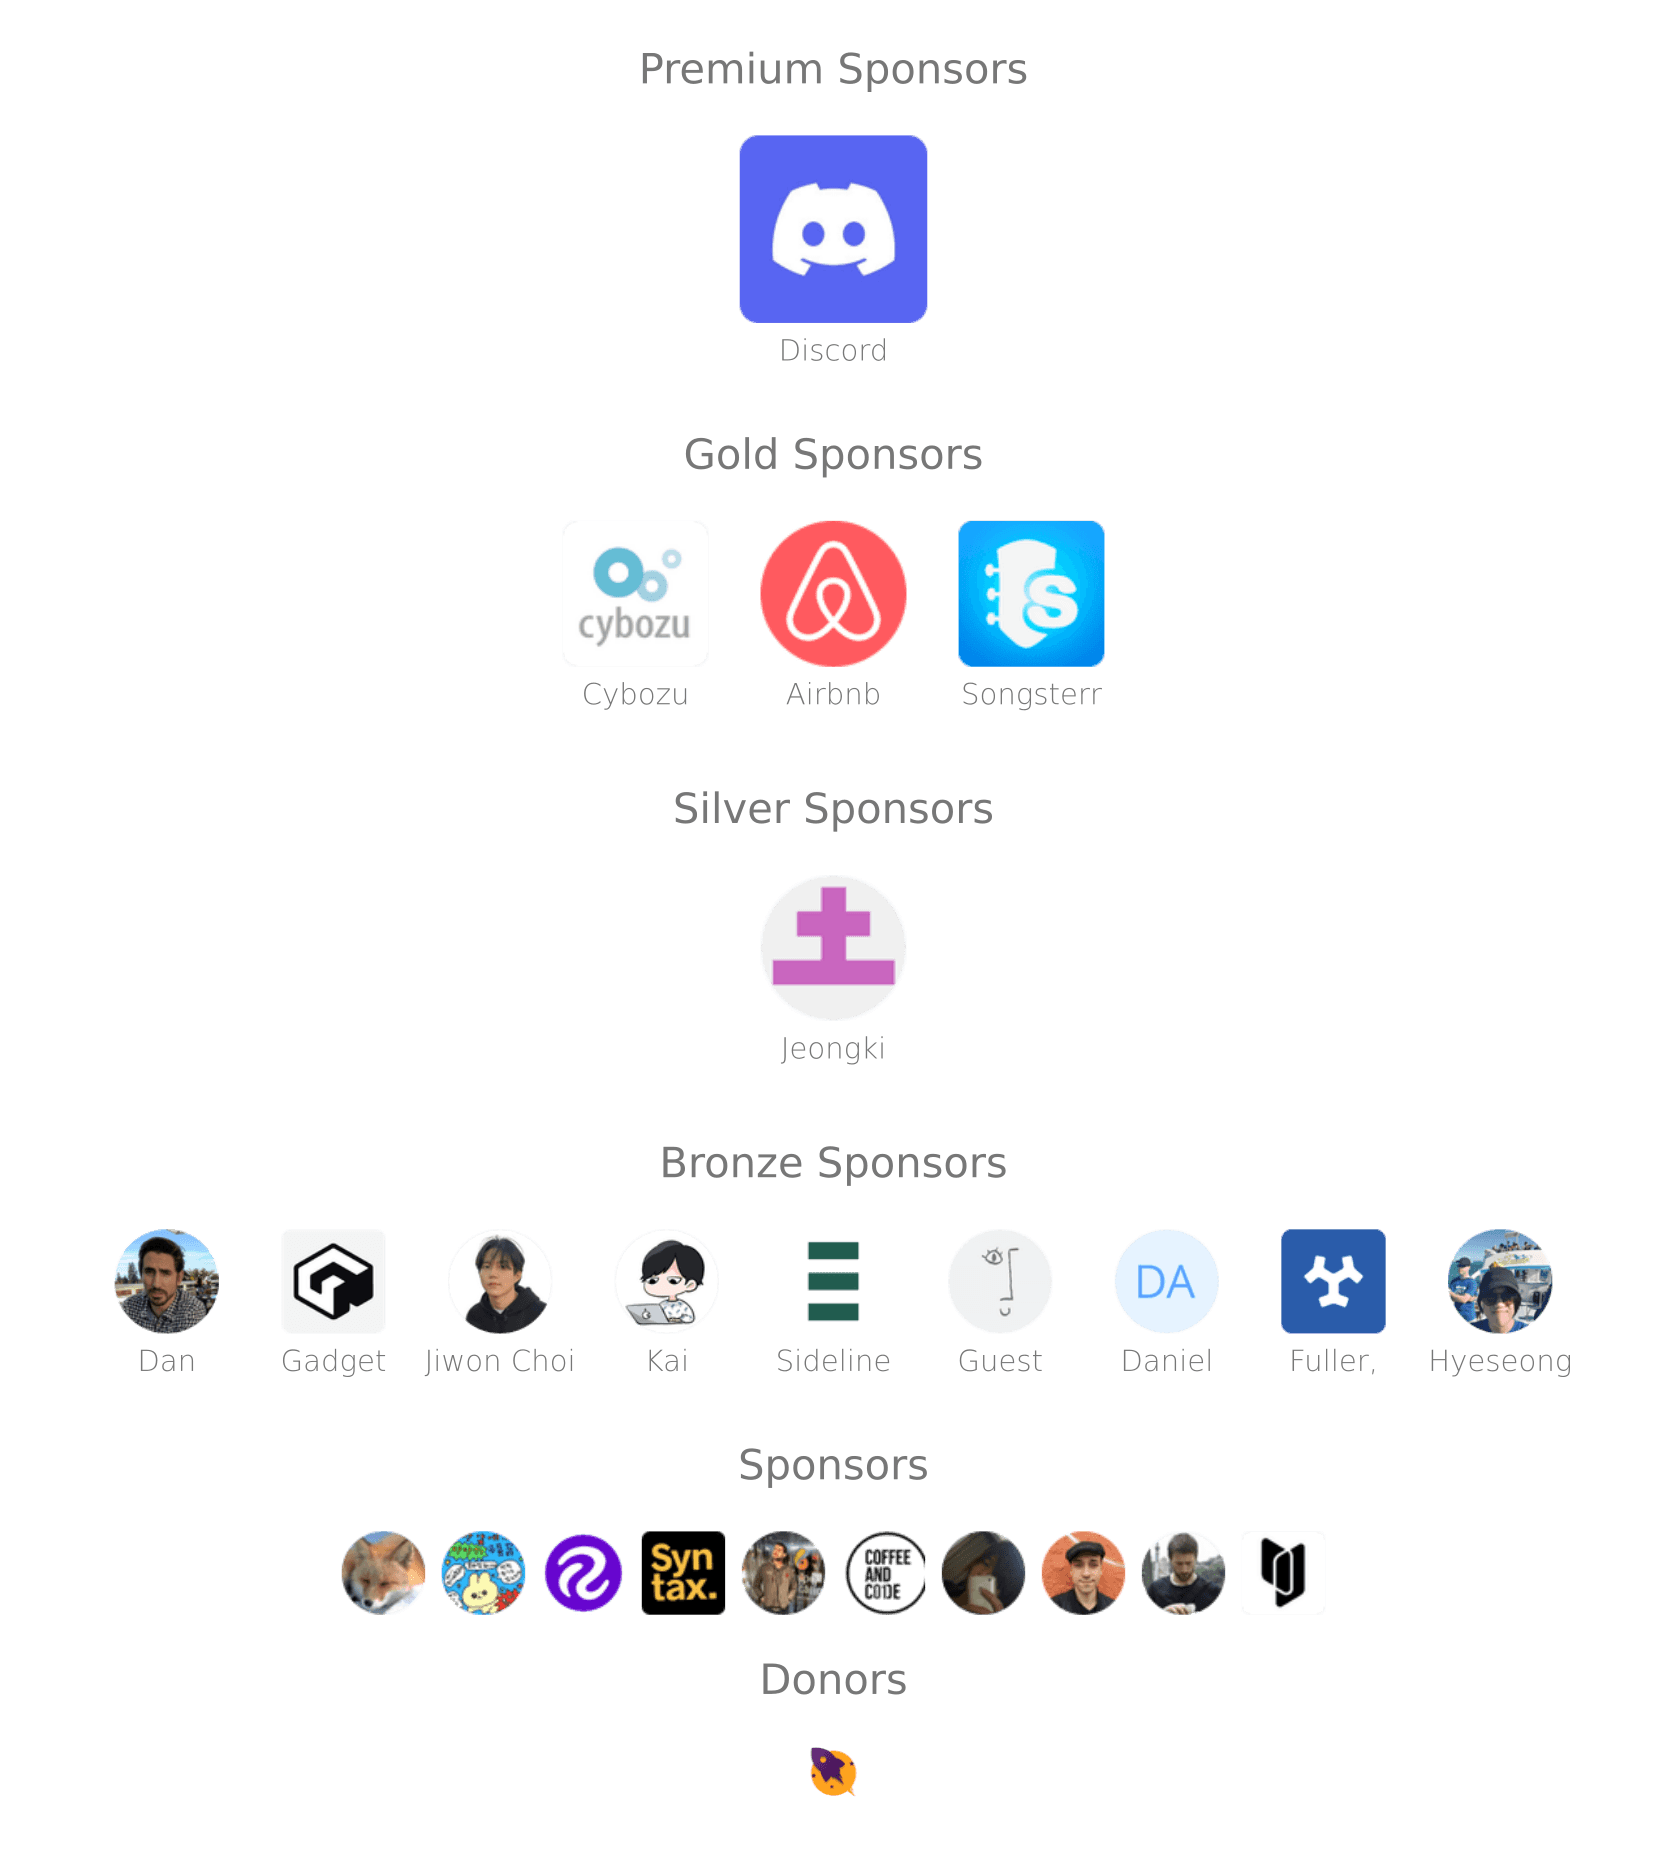 Premium Sponsors
Discord
Gold Sponsors
cybozu
Cybozu Airbnb Songsterr
Silver Sponsors
Jeongki
Bronze Sponsors
DA
Dan Gadget Jiwon Choi Kai Sideline Guest Daniel Fuller, Hyeseong
Sponsors
Syn
tax.
COFFEE
AND
CODE
Donors